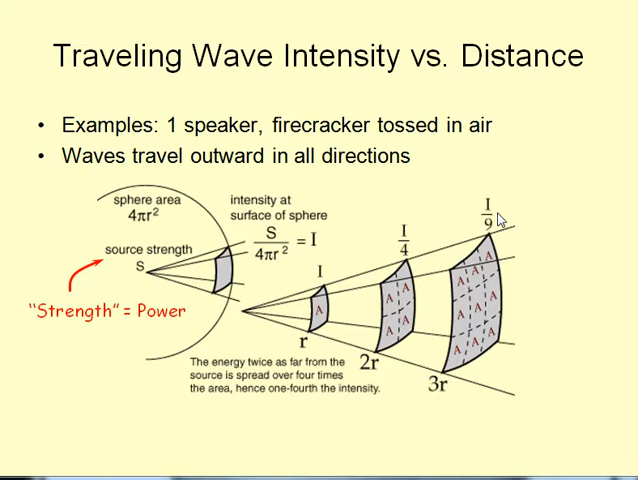 Traveling Wave Intensity vs. Distance
• Examples: 1 speaker, firecracker tossed in air
• Waves travel outward in all directions
sphere area
4πr²
intensity at
surface of sphere
S
4πr²
= I
source strength
S
"Strength" = Power
I
A
r
I
4
A A
A A
2r
I
9
A
A A
A A
A A
A A
3r
The energy twice as far from the
source is spread over four times
the area, hence one-fourth the intensity.